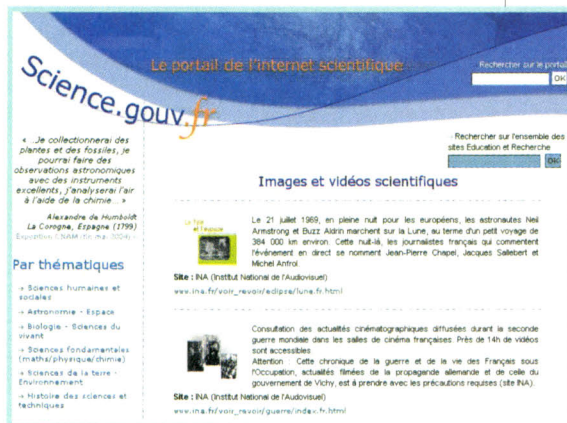 Le portail de l'internet scientifique
Rechercher sur le portail
OK
Science.gouv.fr
« ...Je collectionnerai des
plantes et des fossiles, je
pourrai faire des
observations astronomiques
avec des instruments
excellents, j'analyserai l'air
à l'aide de la chimie... »
Alexandre de Humboldt
La Corogne, Espagne (1799)
Par thématiques
→ Sciences humaines et
sociales
→ Astronomie - Espace
→ Biologie - Sciences du
vivant
→ Sciences fondamentales
(maths/physique/chimie)
→ Sciences de la terre -
Environnement
→ Histoire des sciences et
techniques
Rechercher sur l'ensemble des
sites Education et Recherche
OK
Images et vidéos scientifiques
Le 21 juillet 1969, en pleine nuit pour les européens, les astronautes Neil
Armstrong et Buzz Aldrin marchent sur la Lune, au terme d'un petit voyage de
384 000 km environ. Cette nuit-là, les journalistes français qui commentent
l'événement en direct se nomment Jean-Pierre Chapel, Jacques Sallebert et
Michel Anfrol.
Site : INA (Institut National de l'Audiovisuel)
www.ina.fr/voir_revoir/eclipse/lune.fr.html
Consultation des actualités cinématographiques diffusées durant la seconde
guerre mondiale dans les salles de cinéma françaises. Près de 14h de vidéos
sont accessibles
Attention : Cette chronique de la guerre et de la vie des Français sous
l'Occupation, actualités filmées de la propagande allemande et de celle du
gouvernement de Vichy, est à prendre avec les précautions requises (site INA).
Site : INA (Institut National de l'Audiovisuel)
www.ina.fr/voir_revoir/guerre/index.fr.html